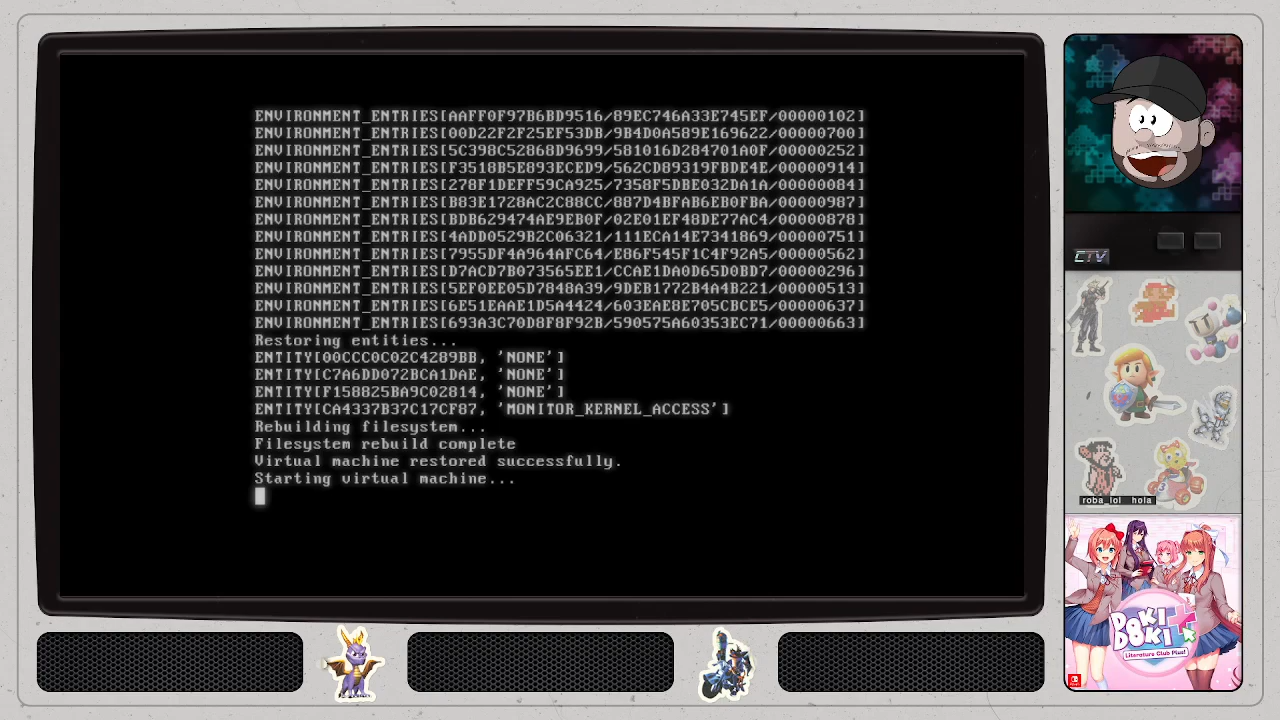 ENVIRONMENT_ENTRIES[AAFF0F97B6BD9516/89EC746A33E745EF/00000102]
ENVIRONMENT_ENTRIES[00D22F2F25EF53DB/9B4D0A589E169622/00000700]
ENVIRONMENT_ENTRIES[5C398C52868D9699/581016D284701A0F/00000252]
ENVIRONMENT_ENTRIES[F3518B5E893ECED9/562CD89319FBDE4E/00000914]
ENVIRONMENT_ENTRIES[278F1DEFF59CA925/7358F5DBE032DA1A/00000084]
ENVIRONMENT_ENTRIES[B83E1728AC2C88CC/887D4BFAB6EB0FBA/00000987]
ENVIRONMENT_ENTRIES[BDB629474AE9EB0F/02E01EF48DE77AC4/00000878]
ENVIRONMENT_ENTRIES[4ADD0529B2C06321/111ECA14E7341869/00000751]
ENVIRONMENT_ENTRIES[7955DF4A964AFC64/E86F545F1C4F92A5/00000562]
ENVIRONMENT_ENTRIES[D7ACD7B073565EE1/CCAE1DA0D65D0BD7/00000296]
ENVIRONMENT_ENTRIES[5EF0EE05D7848A39/9DEB1772B4A4B221/00000513]
ENVIRONMENT_ENTRIES[6E51EAAE1D5A4424/603EAE8E705CBCE5/00000637]
ENVIRONMENT_ENTRIES[693A3C70D8F8F92B/590575A60353EC71/00000663]
Restoring entities...
ENTITY[00CCC0C02C4289BB, 'NONE']
ENTITY[C7A6DD072BCA1DAE, 'NONE']
ENTITY[F158825BA9C02814, 'NONE']
ENTITY[CA4337B37C17CF87, 'MONITOR_KERNEL_ACCESS']
Rebuilding filesystem...
Filesystem rebuild complete
Virtual machine restored successfully.
Starting virtual machine...
CTV
roba_lol hola
DOKI
DOKI
Literature Club Plus!